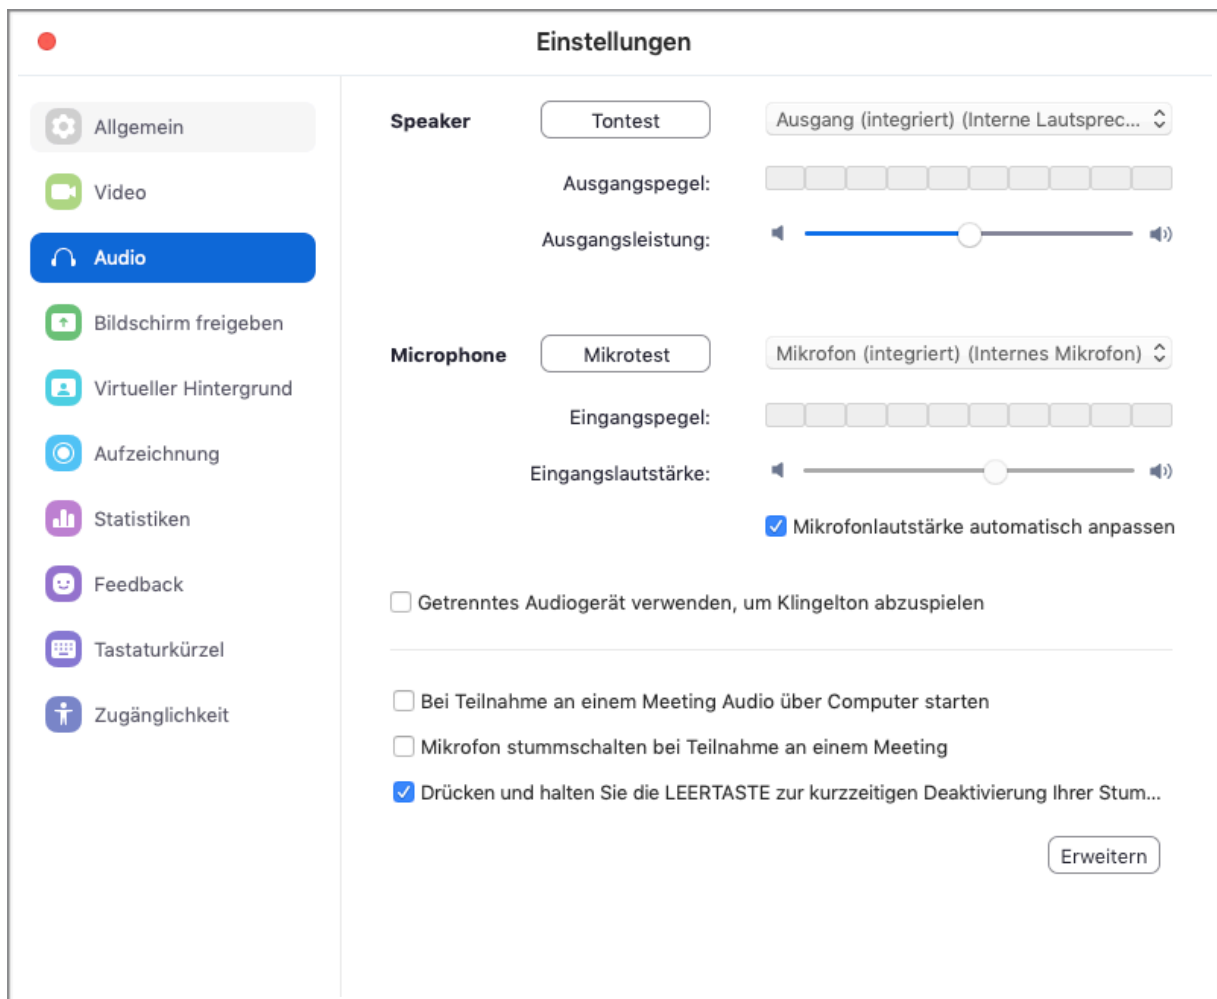 Einstellungen
Allgemein
Video
Audio
Bildschirm freigeben
Virtueller Hintergrund
Aufzeichnung
Statistiken
Feedback
Tastaturkürzel
Zugänglichkeit
Speaker Tontest Ausgang (integriert) (Interne Lautsprec...
Ausgangspegel:
Ausgangsleistung:
Microphone Mikrotest Mikrofon (integriert) (Internes Mikrofon)
Eingangspegel:
Eingangslautstärke:
Mikrofonlautstärke automatisch anpassen
Getrenntes Audiogerät verwenden, um Klingelton abzuspielen
Bei Teilnahme an einem Meeting Audio über Computer starten
Mikrofon stummschalten bei Teilnahme an einem Meeting
Drücken und halten Sie die LEERTASTE zur kurzzeitigen Deaktivierung Ihrer Stum...
Erweitern